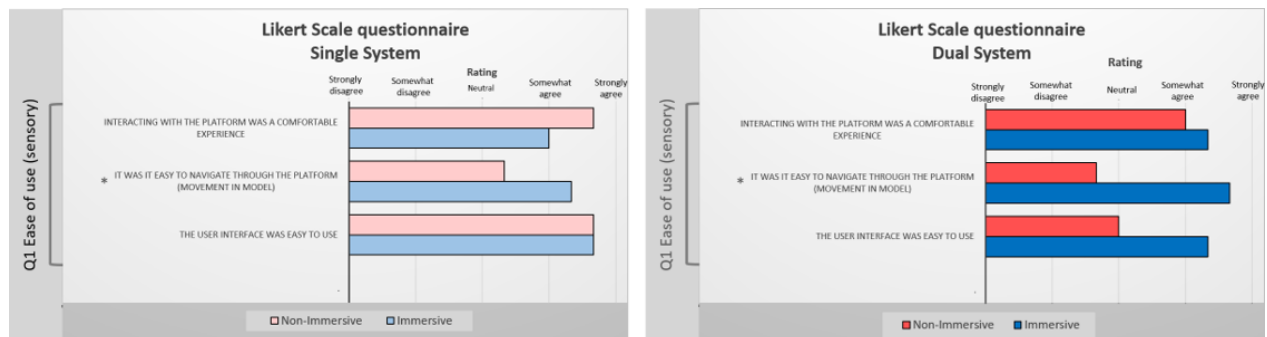 Likert Scale questionnaire
Single System
Rating
Strongly
disagree
Somewhat
disagree
Neutral
Somewhat
agree
Strongly
agree
Q1 Ease of use (sensory)
INTERACTING WITH THE PLATFORM WAS A COMFORTABLE
EXPERIENCE
* IT WAS IT EASY TO NAVIGATE THROUGH THE PLATFORM
(MOVEMENT IN MODEL)
THE USER INTERFACE WAS EASY TO USE
Non-Immersive
Immersive
Likert Scale questionnaire
Dual System
Rating
Strongly
disagree
Somewhat
disagree
Neutral
Somewhat
agree
Strongly
agree
Q1 Ease of use (sensory)
INTERACTING WITH THE PLATFORM WAS A COMFORTABLE
EXPERIENCE
* IT WAS IT EASY TO NAVIGATE THROUGH THE PLATFORM
(MOVEMENT IN MODEL)
THE USER INTERFACE WAS EASY TO USE
Non-Immersive
Immersive